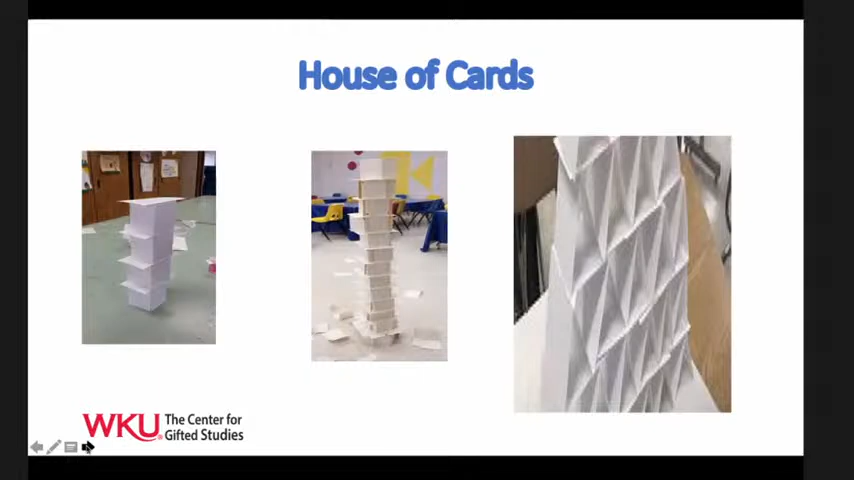 House of Cards
WKU The Center for
Gifted Studies